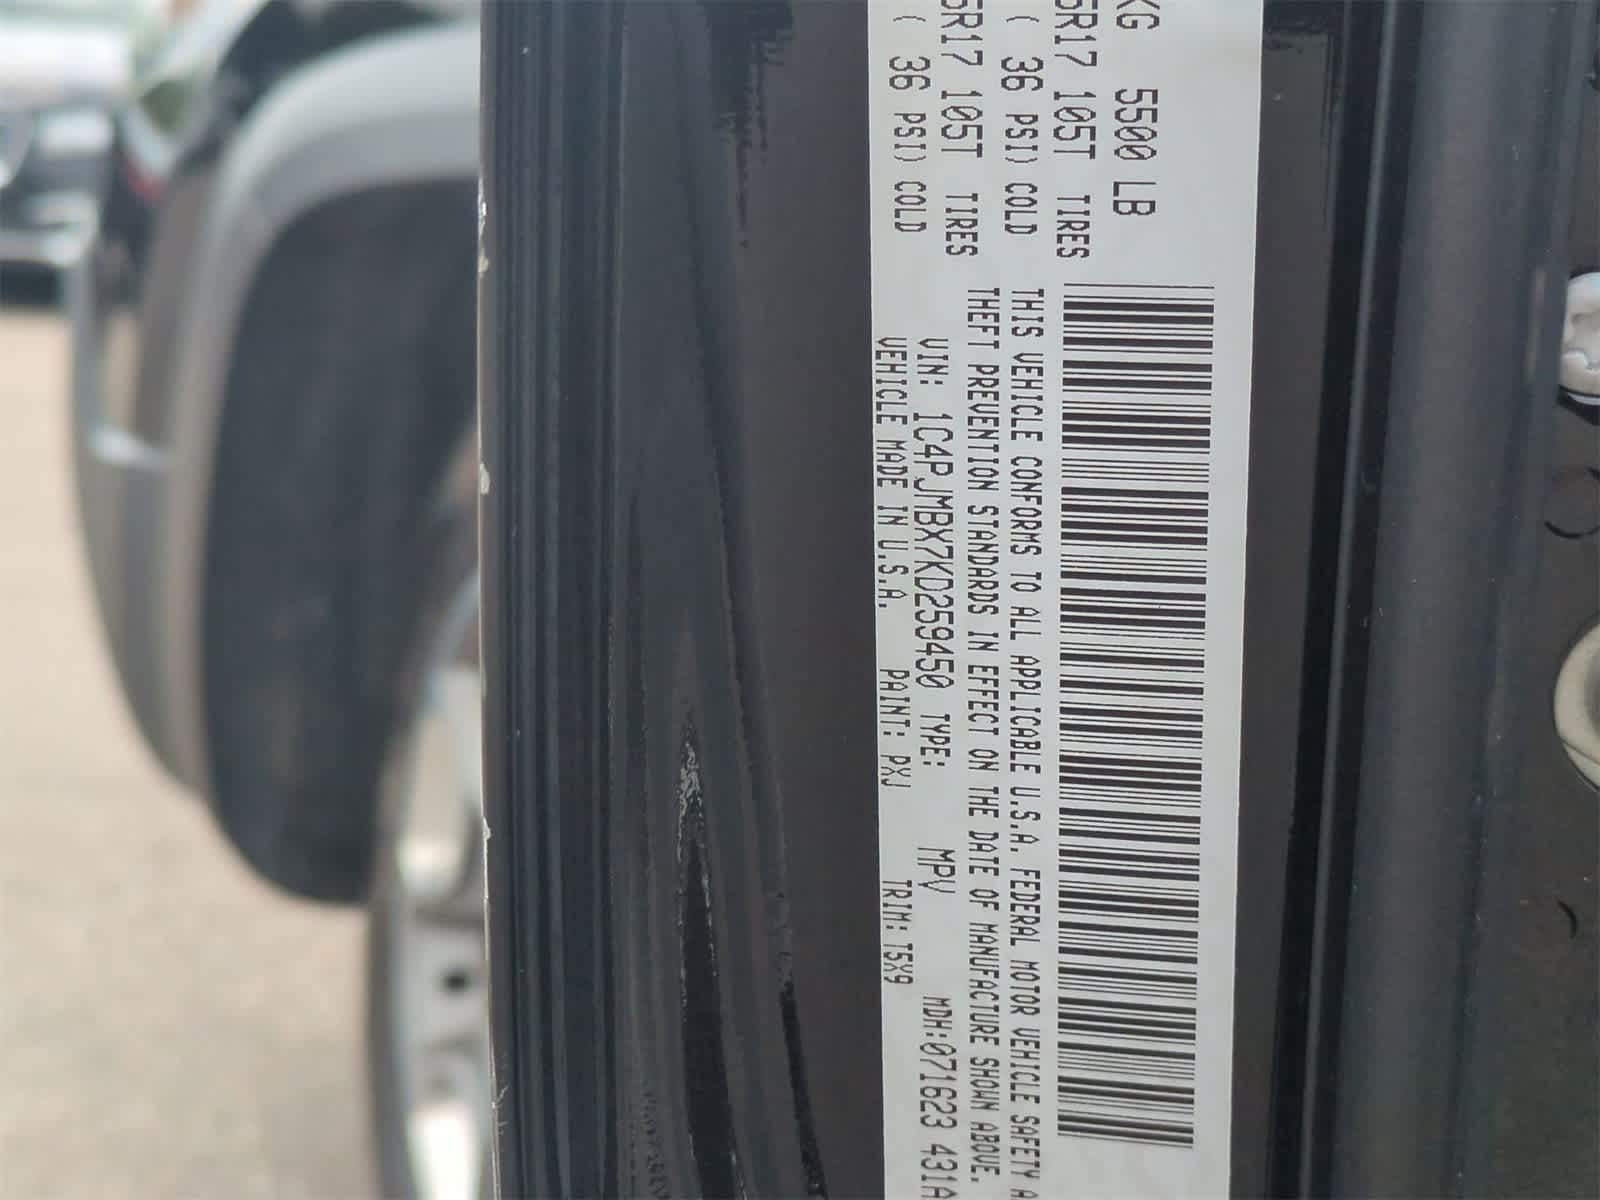 KG 5500 LB
5R17 105T TIRES
( 36 PSI) COLD
5R17 105T TIRES
( 36 PSI) COLD
THIS VEHICLE CONFORMS TO ALL APPLICABLE U.S.A. FEDERAL MOTOR VEHICLE SAFETY A
THEFT PREVENTION STANDARDS IN EFFECT ON THE DATE OF MANUFACTURE SHOWN ABOVE.
VIN: 1C4PJMBX7KD259450 TYPE: MPV MDH:071623 431A
VEHICLE MADE IN U.S.A. PAINT: PXJ TRIM: T5X9